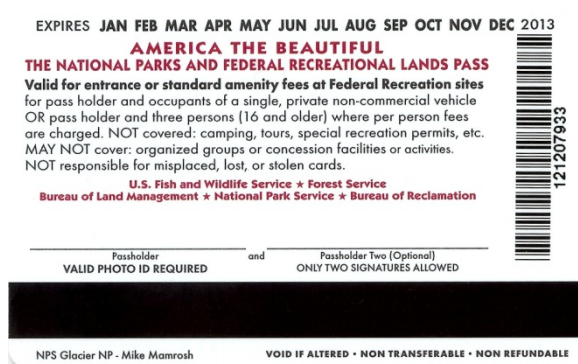 EXPIRES JAN FEB MAR APR MAY JUN JUL AUG SEP OCT NOV DEC 2013
AMERICA THE BEAUTIFUL
THE NATIONAL PARKS AND FEDERAL RECREATIONAL LANDS PASS
Valid for entrance or standard amenity fees at Federal Recreation sites
for pass holder and occupants of a single, private non-commercial vehicle
OR pass holder and three persons (16 and older) where per person fees
are charged. NOT covered: camping, tours, special recreation permits, etc.
MAY NOT cover: organized groups or concession facilities or activities.
NOT responsible for misplaced, lost, or stolen cards.
U.S. Fish and Wildlife Service ★ Forest Service
Bureau of Land Management ★ National Park Service ★ Bureau of Reclamation
121207933
Passholder and Passholder Two (Optional)
VALID PHOTO ID REQUIRED ONLY TWO SIGNATURES ALLOWED
NPS Glacier NP - Mike Mamrosh VOID IF ALTERED • NON TRANSFERABLE • NON REFUNDABLE